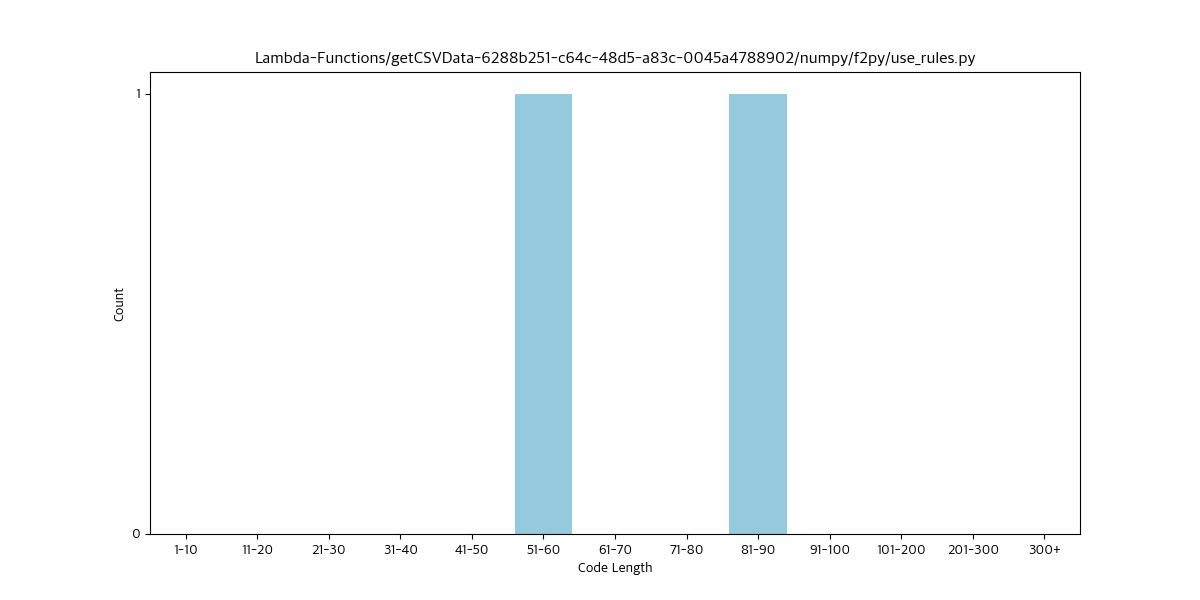 Lambda-Functions/getCSVData-6288b251-c64c-48d5-a83c-0045a4788902/numpy/f2py/use_rules.py
1
Count
0
1-10 11-20 21-30 31-40 41-50 51-60 61-70 71-80 81-90 91-100 101-200 201-300 300+
Code Length